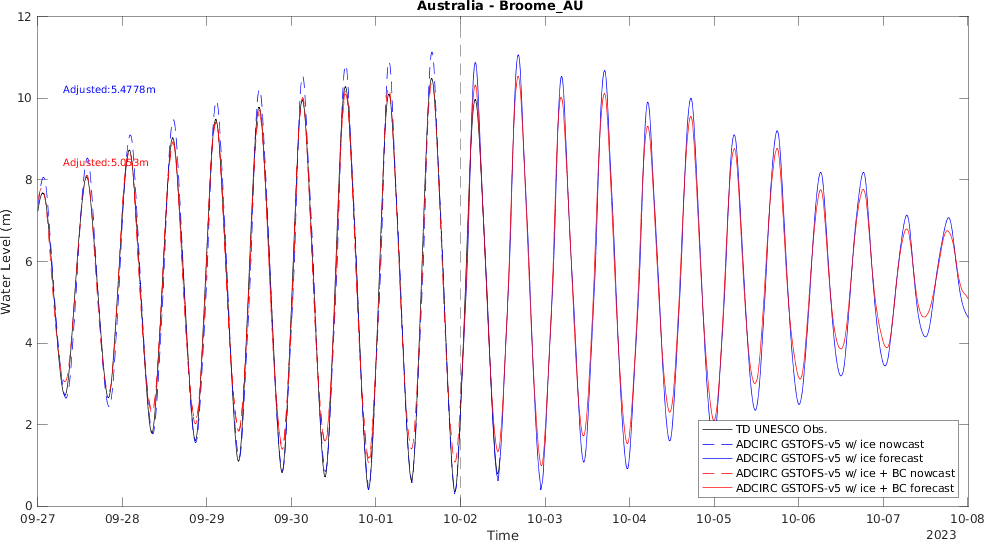 Australia - Broome_AU
12
10
8
6
4
2
0
Water Level (m)
Adjusted:5.4778m
Adjusted:5.053m
TD UNESCO Obs.
ADCIRC GSTOFS-v5 w/ ice nowcast
ADCIRC GSTOFS-v5 w/ ice forecast
ADCIRC GSTOFS-v5 w/ ice + BC nowcast
ADCIRC GSTOFS-v5 w/ ice + BC forecast
09-27 09-28 09-29 09-30 10-01 10-02 10-03 10-04 10-05 10-06 10-07 10-08
Time
2023